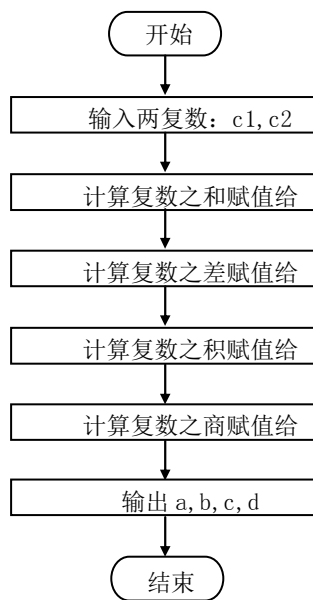 开始
输入两复数：c1,c2
计算复数之和赋值给
计算复数之差赋值给
计算复数之积赋值给
计算复数之商赋值给
输出 a,b,c,d
结束